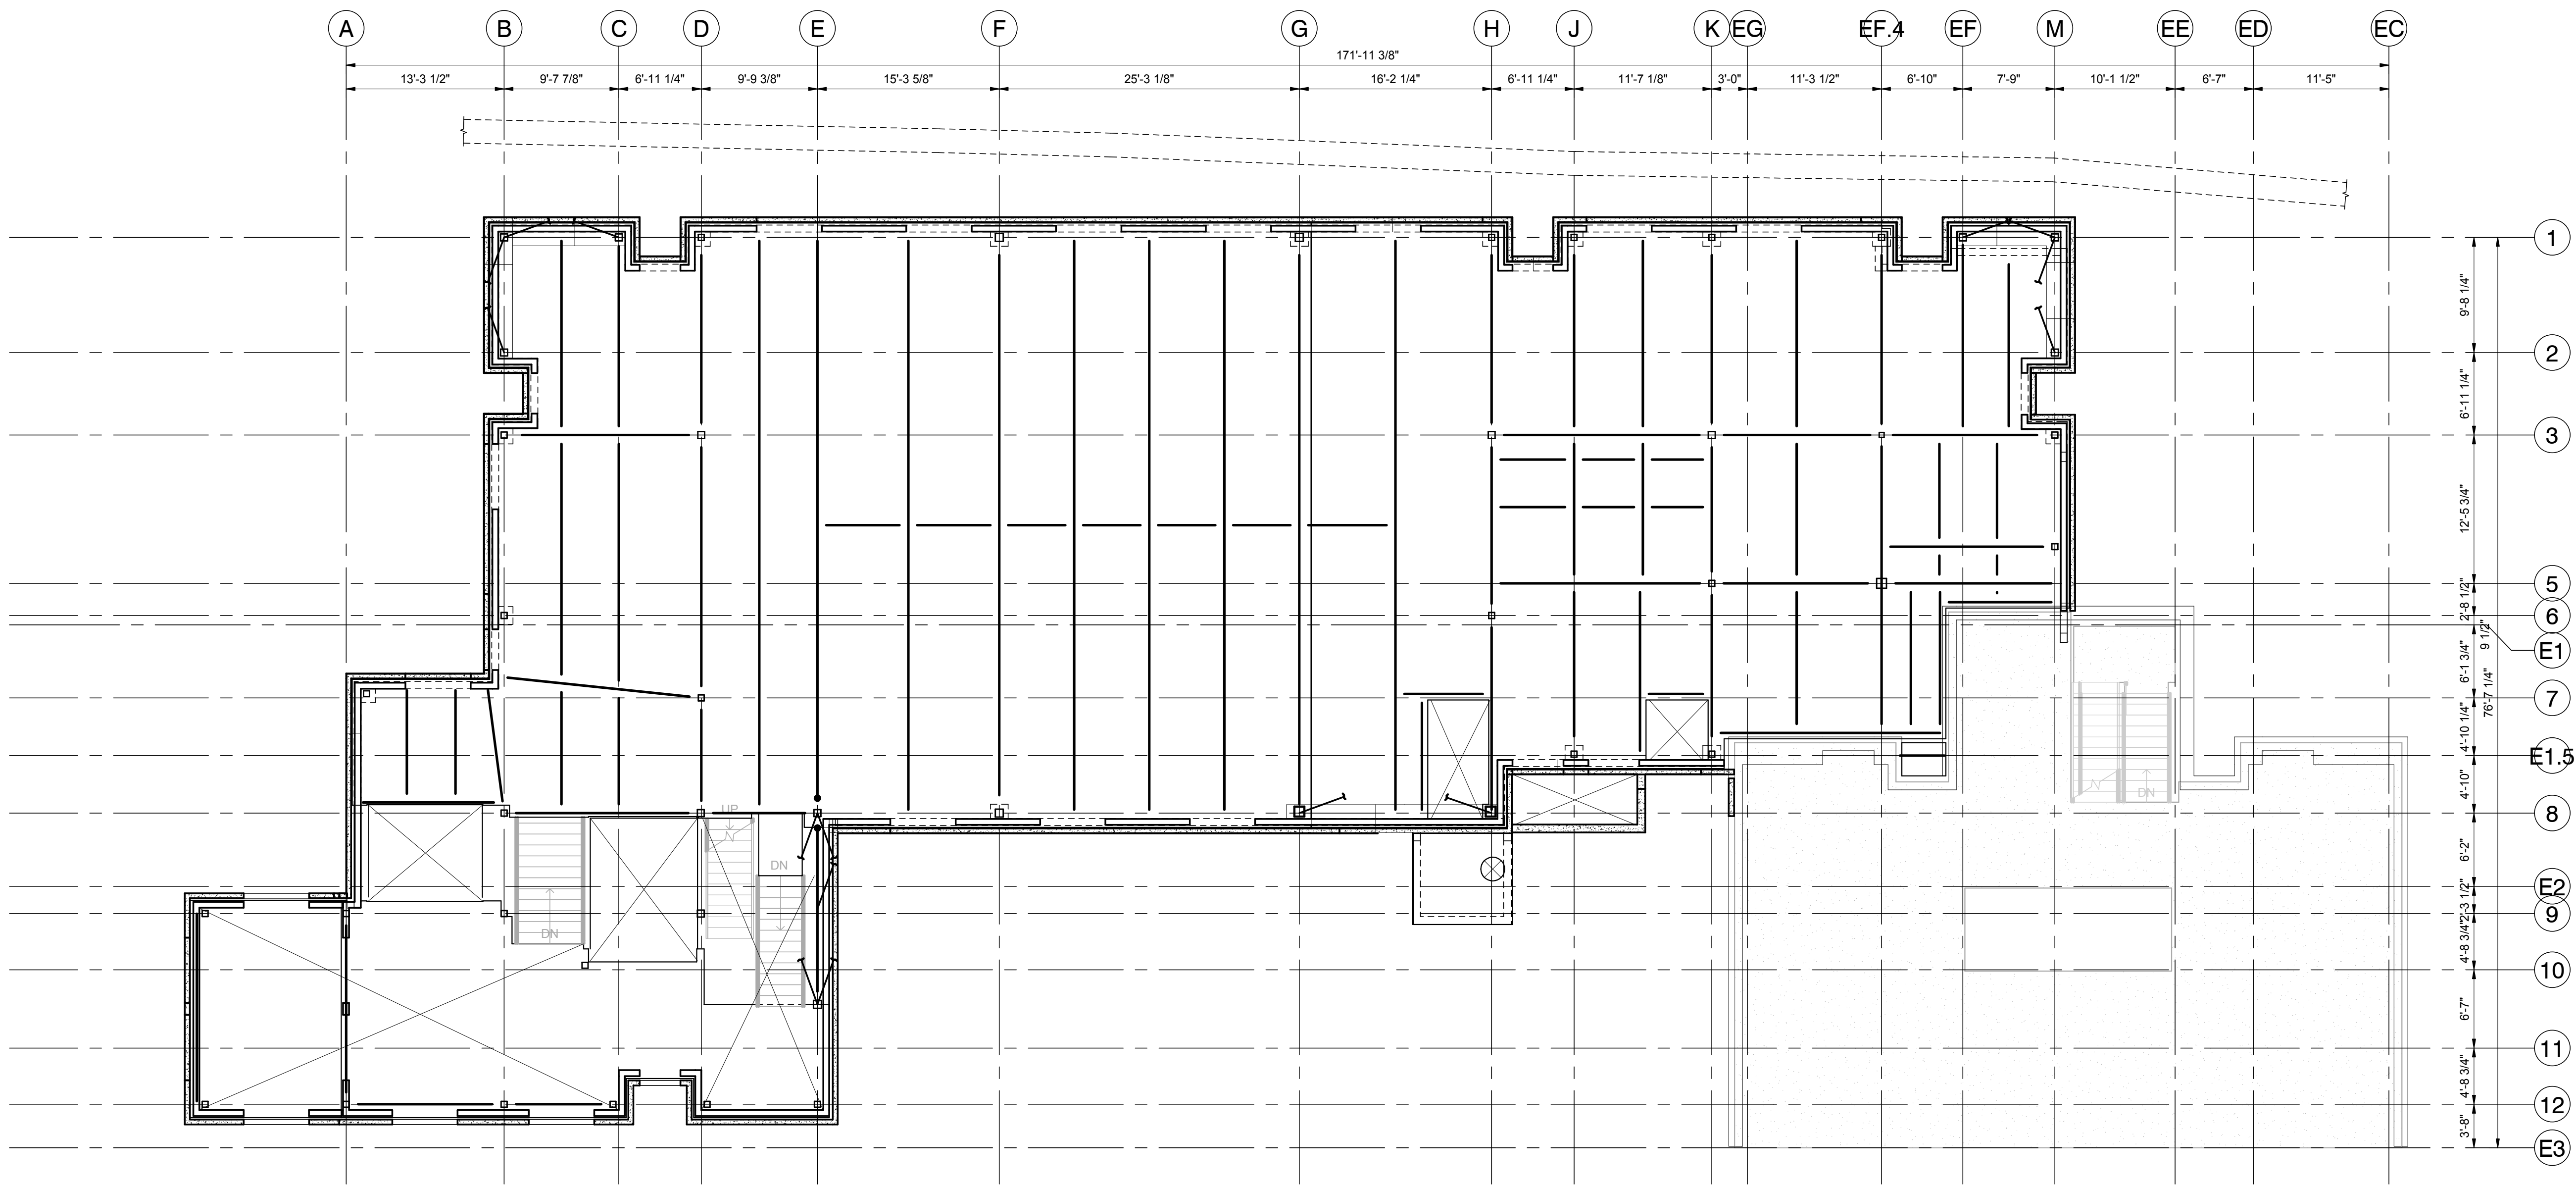 A B C D E F G H J K EG EF.4 EF M EE ED EC
171'-11 3/8"
13'-3 1/2" 9'-7 7/8" 6'-11 1/4" 9'-9 3/8" 15'-3 5/8" 25'-3 1/8" 16'-2 1/4" 6'-11 1/4" 11'-7 1/8" 3'-0" 11'-3 1/2" 6'-10" 7'-9" 10'-1 1/2" 6'-7" 11'-5"
1
9'-8 1/4"
2
6'-11 1/4"
3
12'-5 3/4"
5
2'-8 1/2"
6
9 1/2"
E1
6'-1 3/4"
7
76'-7 1/4"
4'-10 1/4"
E1.5
4'-10"
8
6'-2"
E2
2'-3 1/2"
9
4'-8 3/4"
10
6'-7"
11
4'-8 3/4"
12
3'-8"
E3
UP
DN
DN
DN